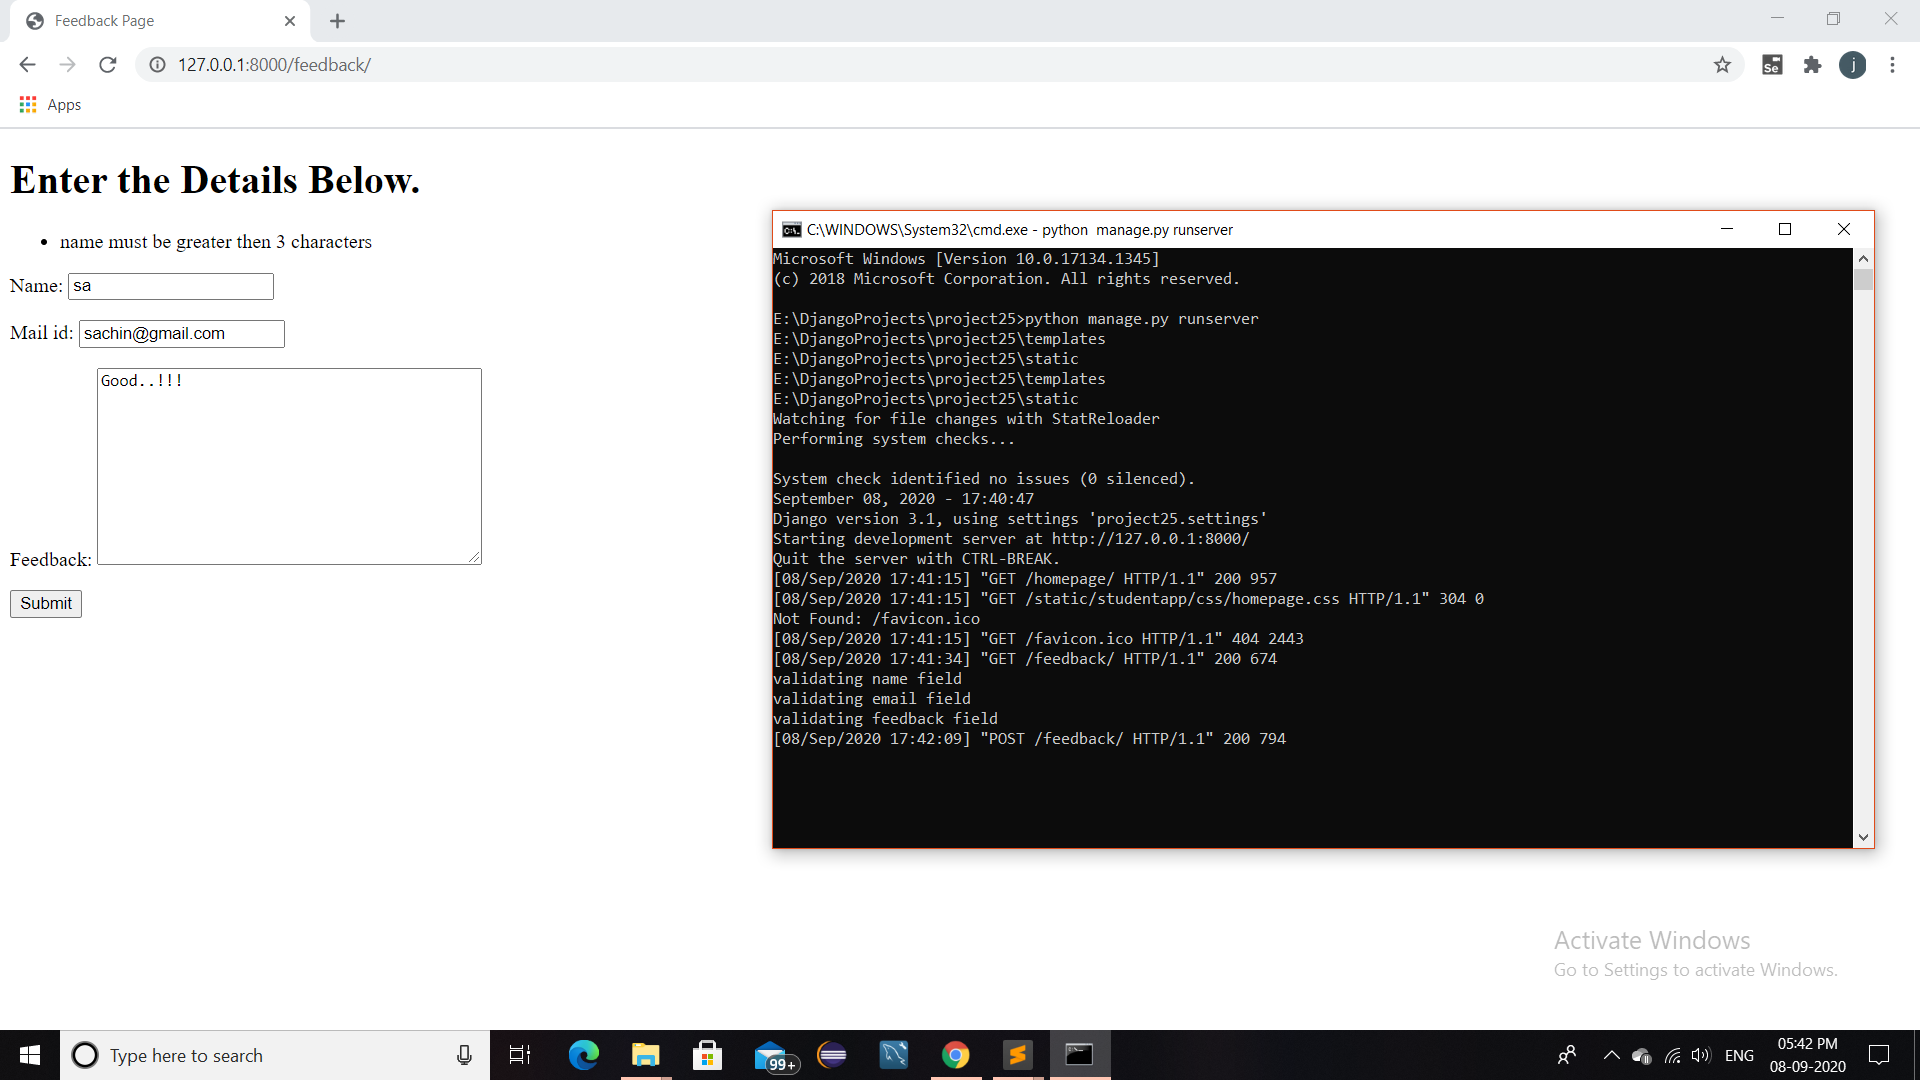 Feedback Page
127.0.0.1:8000/feedback/
Se
j
Apps
Enter the Details Below.
• name must be greater then 3 characters
Name: sa
Mail id: sachin@gmail.com
Good..!!!
Feedback:
Submit
C:\WINDOWS\System32\cmd.exe - python  manage.py runserver
Microsoft Windows [Version 10.0.17134.1345]
(c) 2018 Microsoft Corporation. All rights reserved.
E:\DjangoProjects\project25>python manage.py runserver
E:\DjangoProjects\project25\templates
E:\DjangoProjects\project25\static
E:\DjangoProjects\project25\templates
E:\DjangoProjects\project25\static
Watching for file changes with StatReloader
Performing system checks...
System check identified no issues (0 silenced).
September 08, 2020 - 17:40:47
Django version 3.1, using settings 'project25.settings'
Starting development server at http://127.0.0.1:8000/
Quit the server with CTRL-BREAK.
[08/Sep/2020 17:41:15] "GET /homepage/ HTTP/1.1" 200 957
[08/Sep/2020 17:41:15] "GET /static/studentapp/css/homepage.css HTTP/1.1" 304 0
Not Found: /favicon.ico
[08/Sep/2020 17:41:15] "GET /favicon.ico HTTP/1.1" 404 2443
[08/Sep/2020 17:41:34] "GET /feedback/ HTTP/1.1" 200 674
validating name field
validating email field
validating feedback field
[08/Sep/2020 17:42:09] "POST /feedback/ HTTP/1.1" 200 794
Activate Windows
Go to Settings to activate Windows.
Type here to search
99+
ENG
05:42 PM
08-09-2020